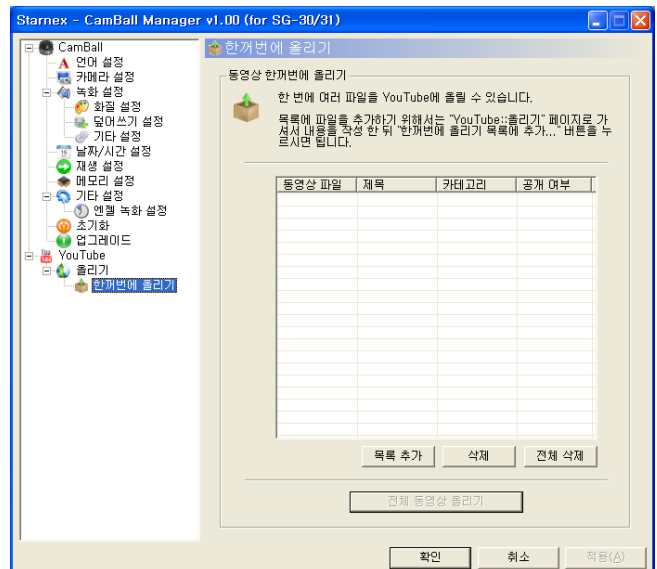 Starnex - CamBall Manager v1.00 (for SG-30/31)
CamBall
언어 설정
카메라 설정
녹화 설정
화질 설정
덮어쓰기 설정
기타 설정
날짜/시간 설정
재생 설정
메모리 설정
기타 설정
엔젤 녹화 설정
초기화
업그레이드
YouTube
올리기
한꺼번에 올리기
한꺼번에 올리기
동영상 한꺼번에 올리기
한 번에 여러 파일을 YouTube에 올릴 수 있습니다.
목록에 파일을 추가하기 위해서는 "YouTube::올리기" 페이지로 가
셔서 내용을 작성 한 뒤 "한꺼번에 올리기 목록에 추가..." 버튼을 누
르시면 됩니다.
동영상 파일 제목 카테고리 공개 여부
목록 추가 삭제 전체 삭제
전체 동영상 올리기
확인 취소 적용(A)